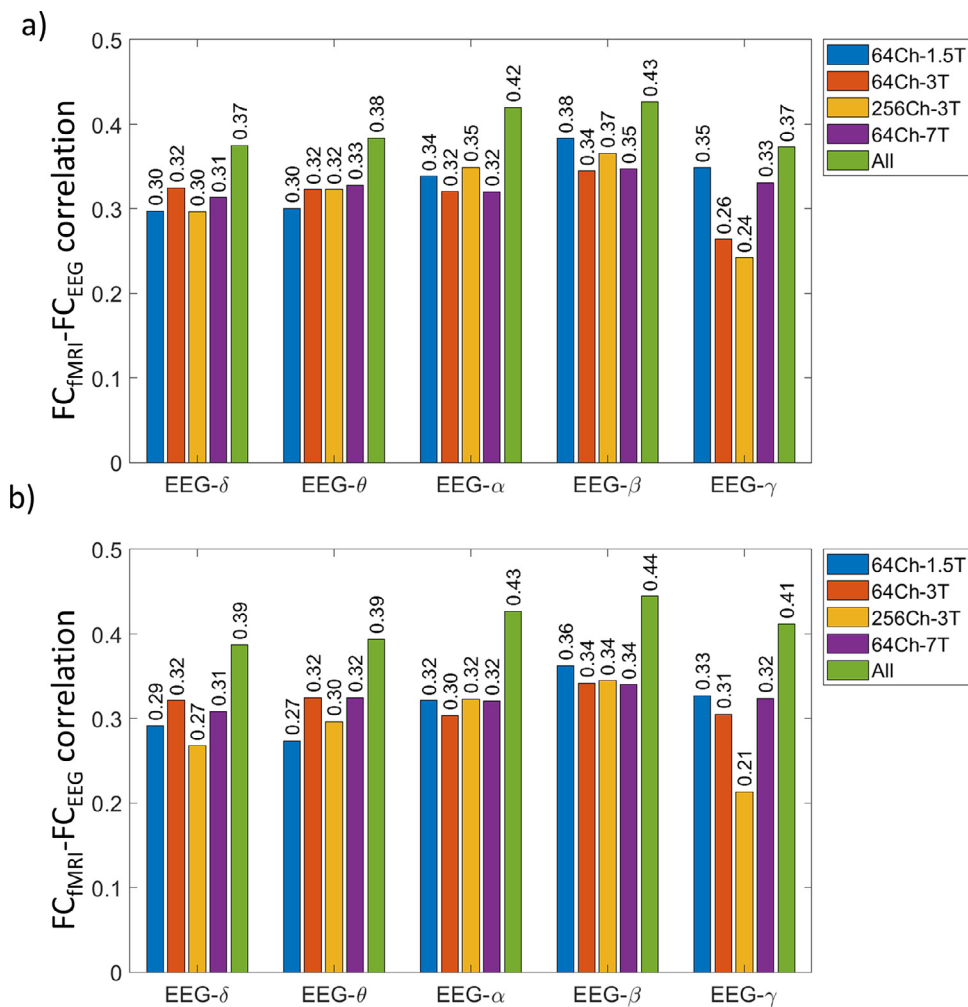 a)
FC_fMRI-FC_EEG correlation
0.5
0.4
0.3
0.2
0.1
0
0.30 0.32 0.30 0.31 0.37
0.30 0.32 0.32 0.33 0.38
0.34 0.32 0.35 0.32 0.42
0.38 0.34 0.37 0.35 0.43
0.35 0.26 0.24 0.33 0.37
EEG-δ EEG-θ EEG-α EEG-β EEG-γ
64Ch-1.5T
64Ch-3T
256Ch-3T
64Ch-7T
All
b)
FC_fMRI-FC_EEG correlation
0.5
0.4
0.3
0.2
0.1
0
0.29 0.32 0.27 0.31 0.39
0.27 0.32 0.30 0.32 0.39
0.32 0.30 0.32 0.32 0.43
0.36 0.34 0.34 0.34 0.44
0.33 0.31 0.21 0.32 0.41
EEG-δ EEG-θ EEG-α EEG-β EEG-γ
64Ch-1.5T
64Ch-3T
256Ch-3T
64Ch-7T
All